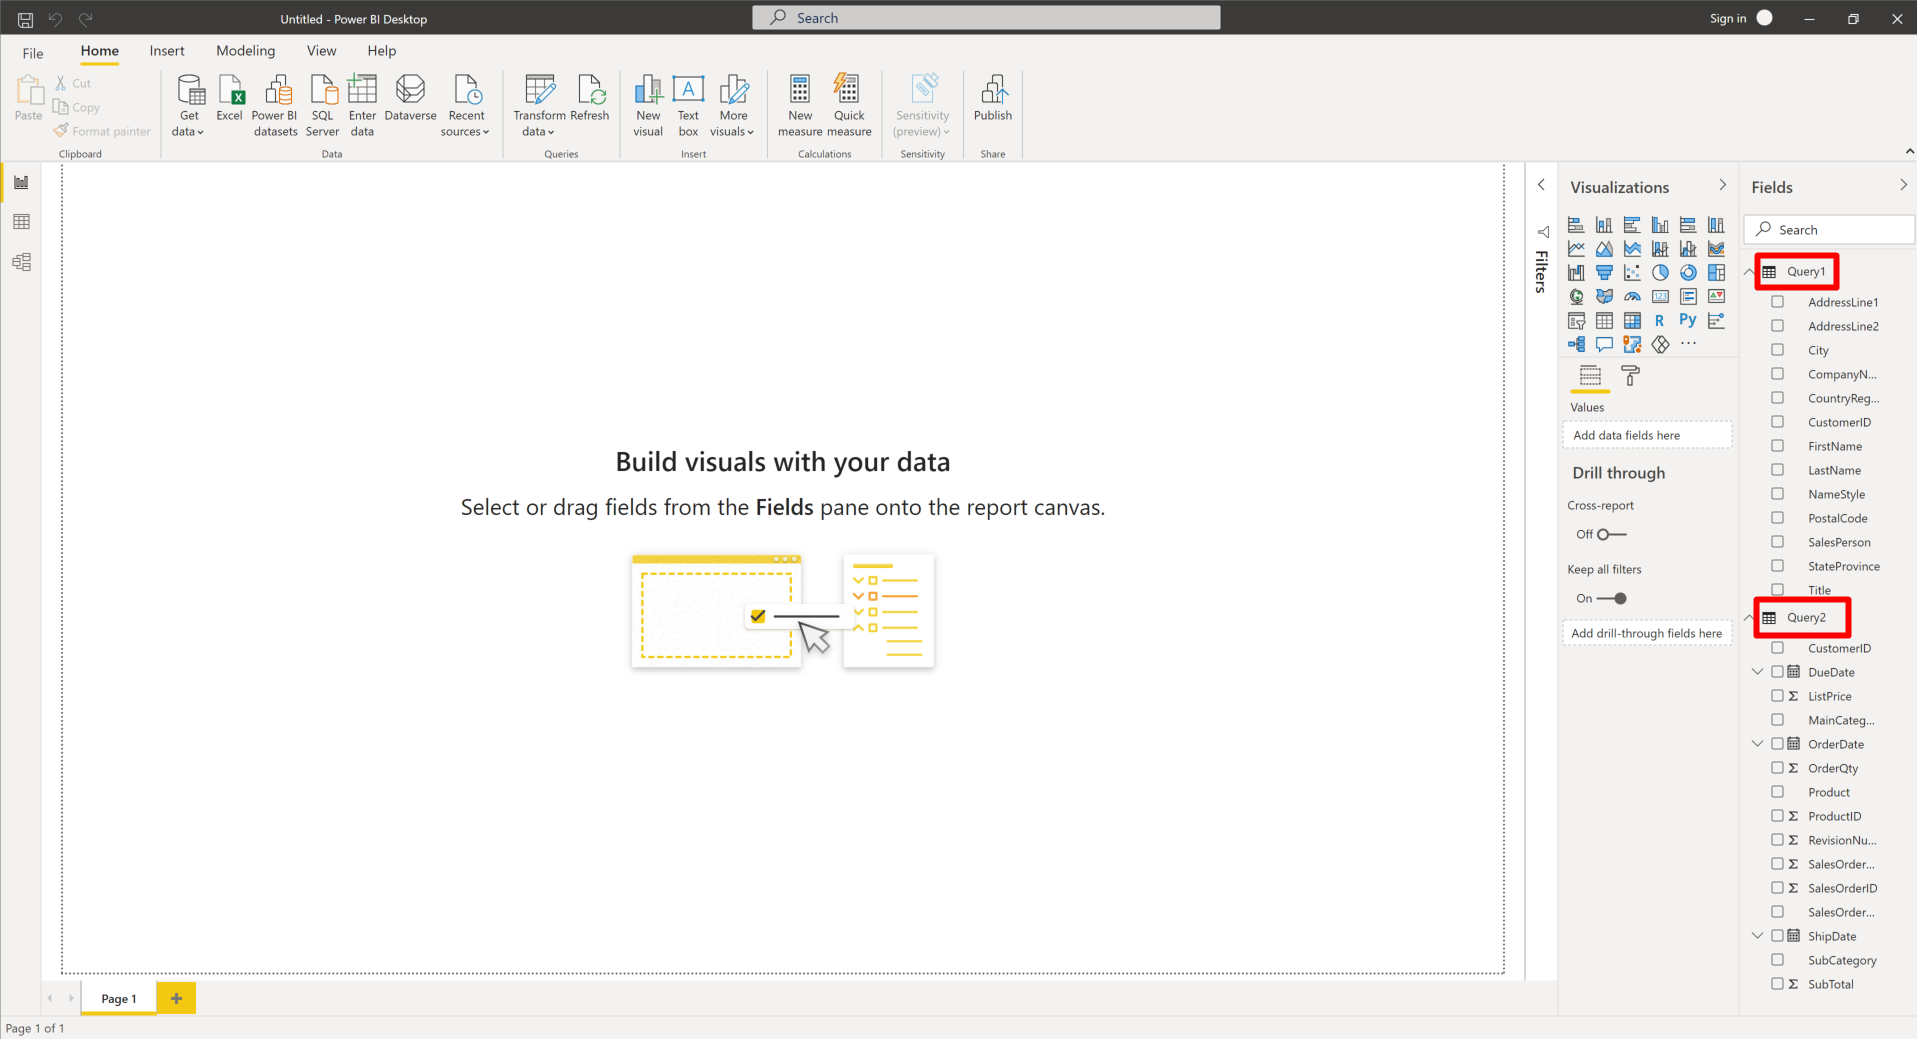 Untitled - Power BI Desktop
Search
Sign in
File
Home
Insert
Modeling
View
Help
Paste
Cut
Copy
Format painter
Clipboard
Get data
Excel
Power BI datasets
SQL Server
Enter data
Dataverse
Recent sources
Data
Transform data
Refresh
Queries
New visual
A
Text box
More visuals
Insert
New measure
Quick measure
Calculations
Sensitivity (preview)
Sensitivity
Publish
Share
Build visuals with your data
Select or drag fields from the Fields pane onto the report canvas.
Filters
Visualizations
123
R
Py
...
Values
Add data fields here
Drill through
Cross-report
Off
Keep all filters
On
Add drill-through fields here
Fields
Search
Query1
AddressLine1
AddressLine2
City
CompanyN...
CountryReg...
CustomerID
FirstName
LastName
NameStyle
PostalCode
SalesPerson
StateProvince
Title
Query2
CustomerID
DueDate
Σ ListPrice
MainCateg...
OrderDate
Σ OrderQty
Product
Σ ProductID
Σ RevisionNu...
Σ SalesOrder...
Σ SalesOrderID
SalesOrder...
ShipDate
SubCategory
Σ SubTotal
Page 1
+
Page 1 of 1